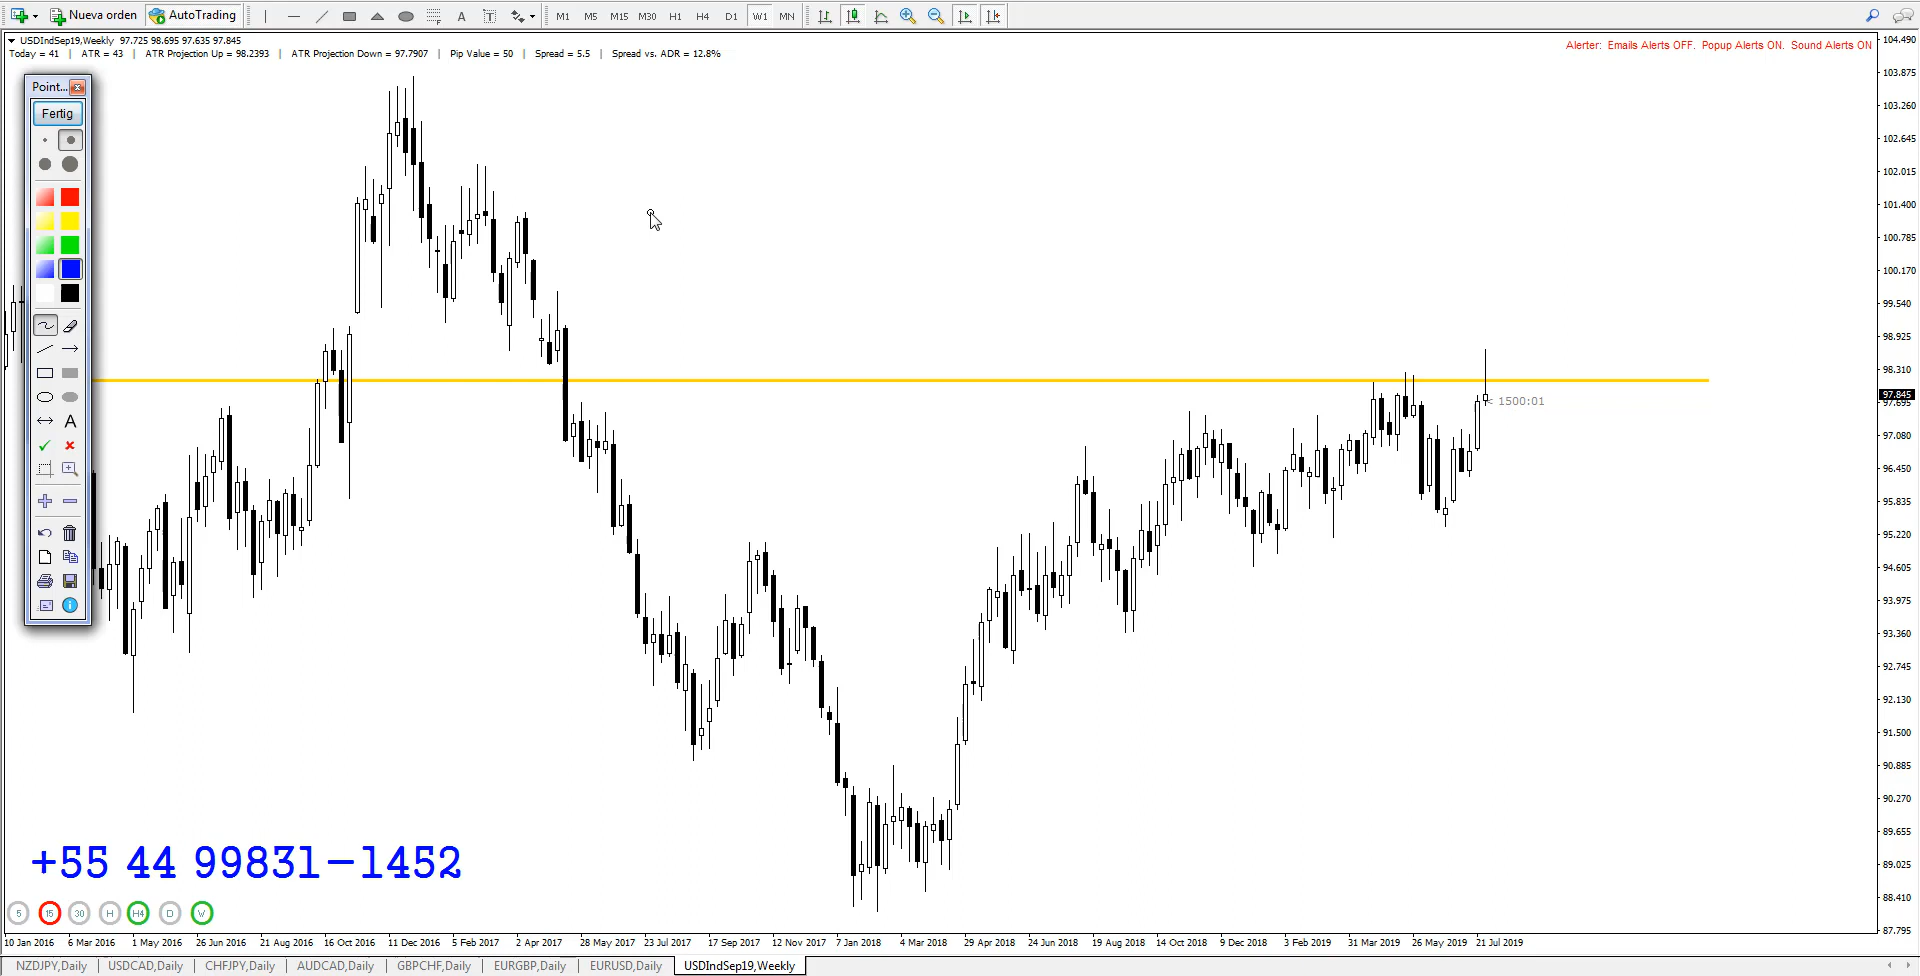 Nueva orden
AutoTrading
A
T
F
M1 M5 M15 M30 H1 H4 D1 W1 MN
USDIndSep19,Weekly 97.725 98.695 97.635 97.845
Today = 41 | ATR = 43 | ATR Projection Up = 98.2393 | ATR Projection Down = 97.7907 | Pip Value = 50 | Spread = 5.5 | Spread vs. ADR = 12.8%
Alerter: Emails Alerts OFF. Popup Alerts ON. Sound Alerts ON
Point...
Fertig
A
104.490
103.875
103.260
102.645
102.015
101.400
100.785
100.170
99.540
98.925
98.310
97.845
97.695
97.080
96.450
95.835
95.220
94.605
93.975
93.360
92.745
92.130
91.500
90.885
90.270
89.655
89.025
88.410
87.795
< 1500:01
+55 44 99831-1452
5 15 30 H H4 D W
10 Jan 2016 6 Mar 2016 1 May 2016 26 Jun 2016 21 Aug 2016 16 Oct 2016 11 Dec 2016 5 Feb 2017 2 Apr 2017 28 May 2017 23 Jul 2017 17 Sep 2017 12 Nov 2017 7 Jan 2018 4 Mar 2018 29 Apr 2018 24 Jun 2018 19 Aug 2018 14 Oct 2018 9 Dec 2018 3 Feb 2019 31 Mar 2019 26 May 2019 21 Jul 2019
NZDJPY,Daily USDCAD,Daily CHFJPY,Daily AUDCAD,Daily GBPCHF,Daily EURGBP,Daily EURUSD,Daily USDIndSep19,Weekly